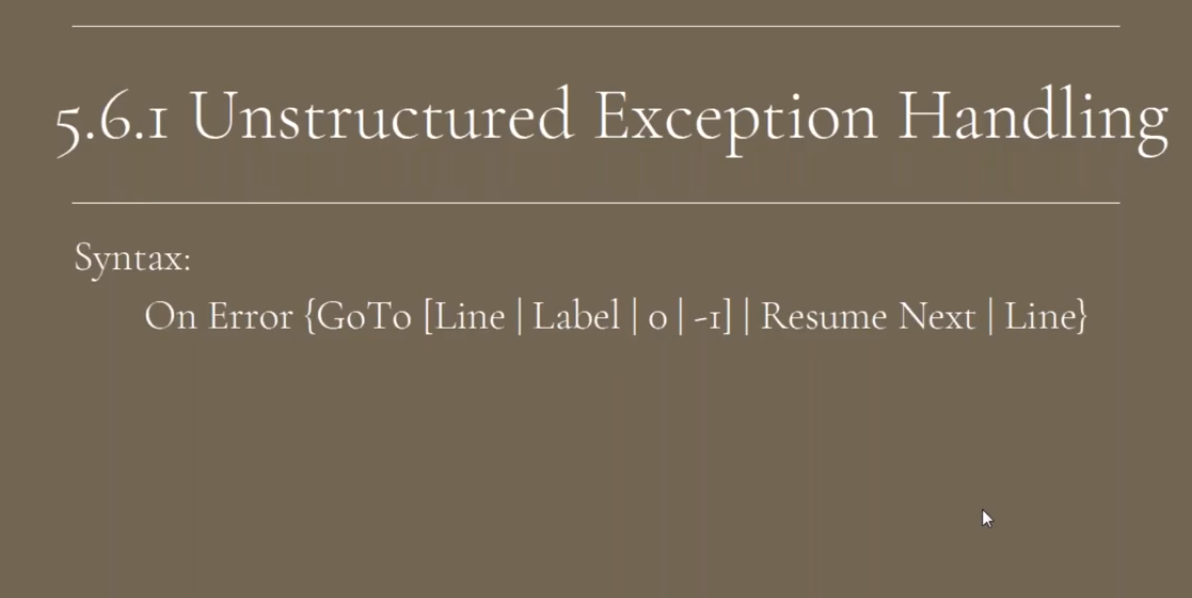 5.6.1 Unstructured Exception Handling
Syntax:
On Error {GoTo [Line | Label | 0 | -1] | Resume Next | Line}